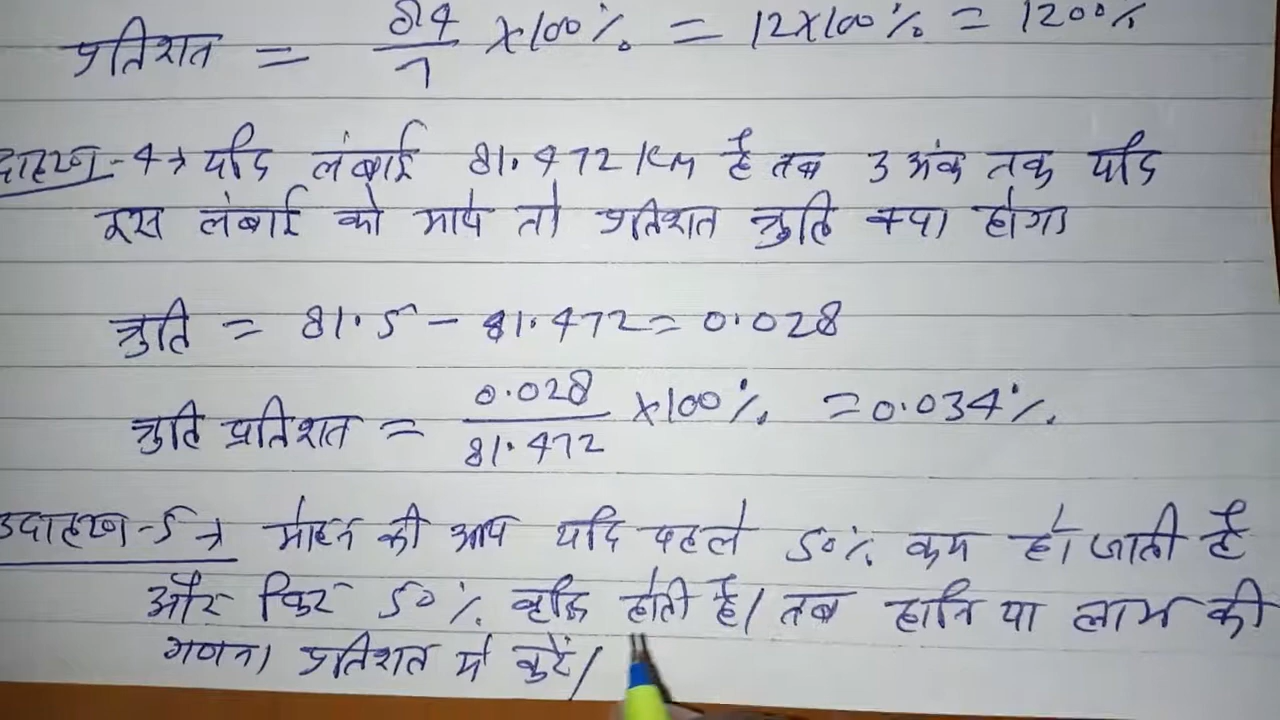 प्रतिशत = 84/7 × 100% = 12×100% = 1200%
उदाहरण-4→ यदि लंबाई 81.472 KM है तब 3 अंक तक यदि
इस लंबाई को मापे तो प्रतिशत त्रुटि क्या होगा
त्रुटि = 81.5 - 81.472 = 0.028
त्रुटि प्रतिशत = 0.028/81.472 ×100% = 0.034%
उदाहरण-5→ मोहन की आय यदि पहले 50% कम हो जाती है
और फिर 50% वृद्धि होती है। तब हानि या लाभ की
गणना प्रतिशत में करें।